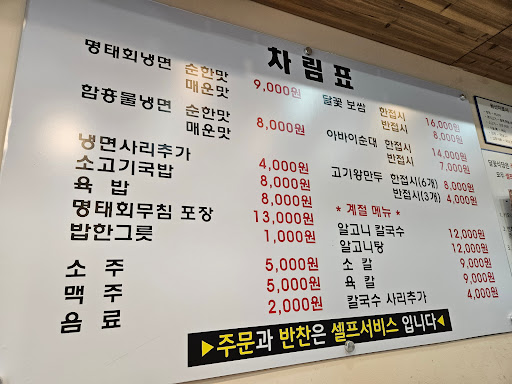 차림표
명태회냉면 순한맛
매운맛 9,000원
함흥물냉면 순한맛
매운맛 8,000원
냉면사리추가 4,000원
소고기국밥 8,000원
육 밥 8,000원
명태회무침 포장 13,000원
밥한그릇 1,000원
소 주 5,000원
맥 주 5,000원
음 료 2,000원
달꽃 보쌈 한접시 16,000원
반접시 8,000원
아바이순대 한접시 14,000원
반접시 7,000원
고기왕만두 한접시(6개) 8,000원
반접시(3개) 4,000원
* 계절 메뉴 *
알고니 칼국수 12,000원
알고니탕 12,000원
소 칼 9,000원
육 칼 9,000원
칼국수 사리추가 4,000원
▶주문과 반찬은 셀프서비스 입니다◀